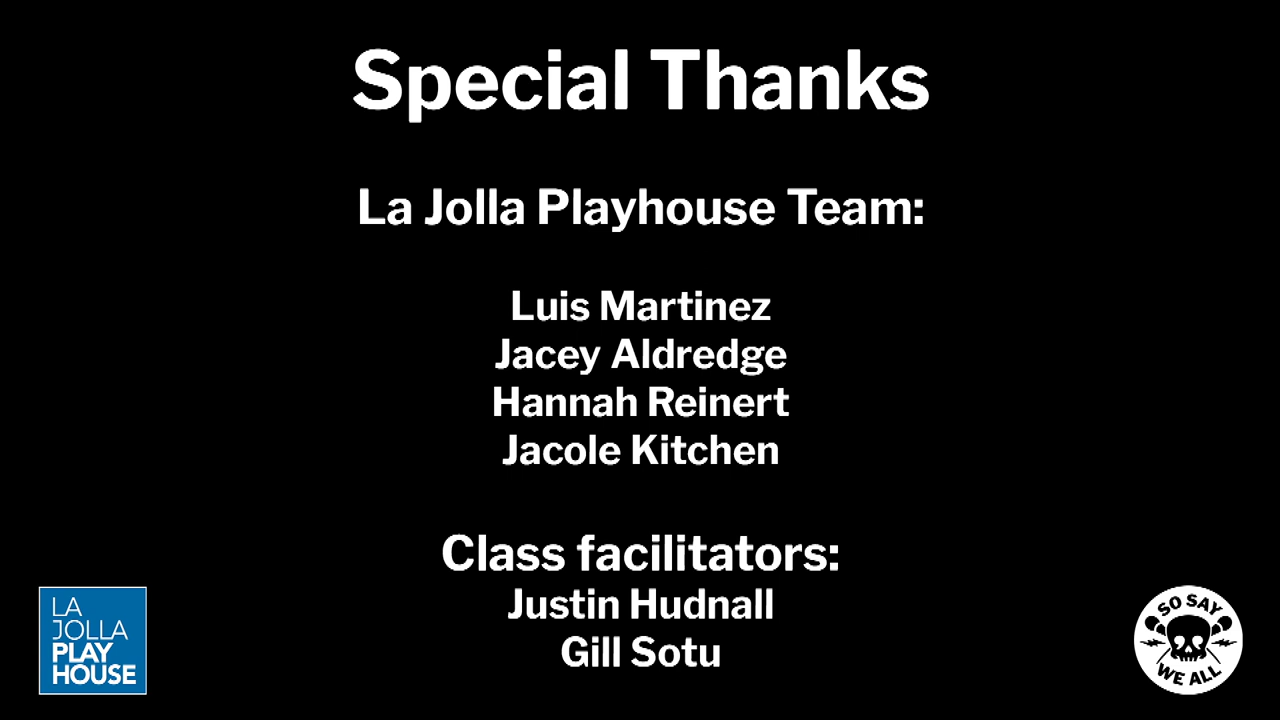 Special Thanks
La Jolla Playhouse Team:
Luis Martinez
Jacey Aldredge
Hannah Reinert
Jacole Kitchen
Class facilitators:
Justin Hudnall
Gill Sotu
LA
JOLLA
PLAY
HOUSE
SO SAY
WE ALL